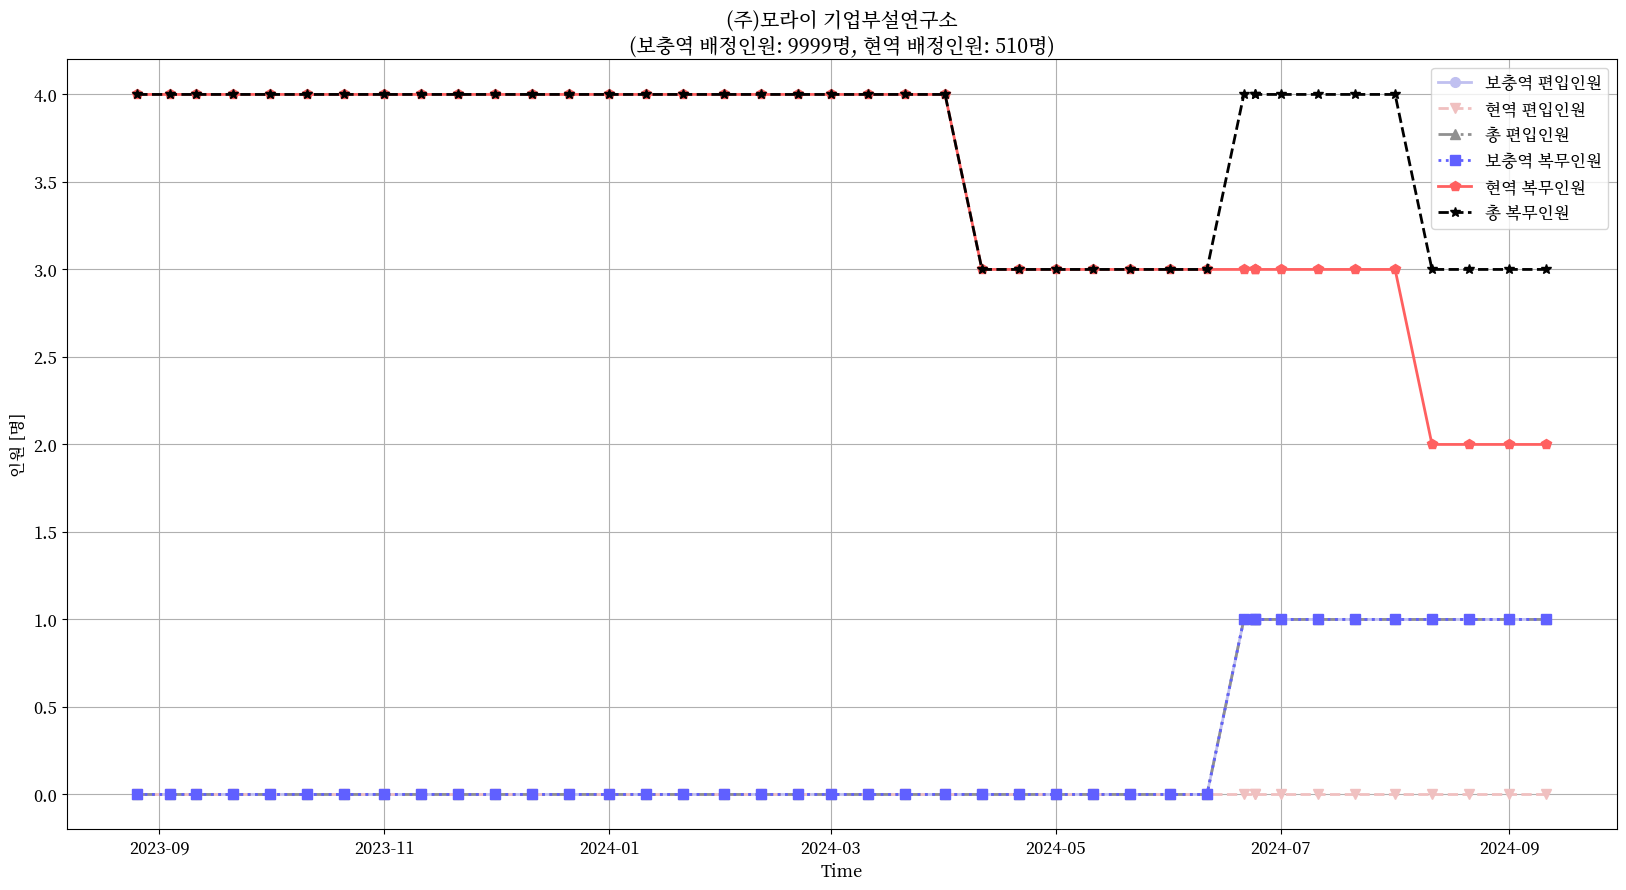 (주)모라이 기업부설연구소
(보충역 배정인원: 9999명, 현역 배정인원: 510명)
보충역 편입인원
현역 편입인원
총 편입인원
보충역 복무인원
현역 복무인원
총 복무인원
인원 [명]
4.0
3.5
3.0
2.5
2.0
1.5
1.0
0.5
0.0
2023-09
2023-11
2024-01
2024-03
2024-05
2024-07
2024-09
Time